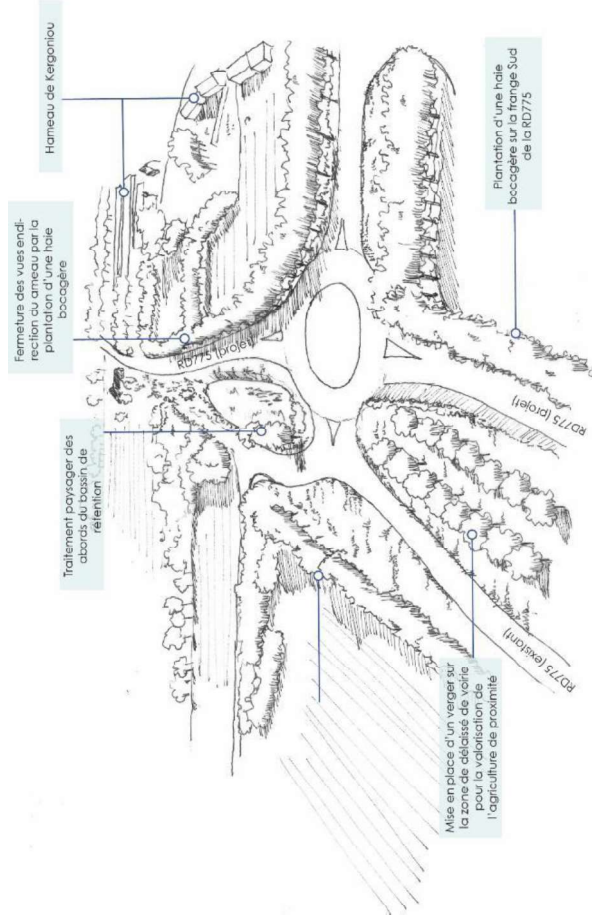 Hameau de Kergoniou
Fermeture des vues endi-
rection du ameau par la
plantaton d'une haie
bocagère
Traitement paysager des
abords du bassin de
rétention
RD775 (projet)
Plantation d'une haie
bocagère sur la frange Sud
de la RD775
RD775 (projet)
RD775 (existant)
Mise en place d'un verger sur
la zone de délaissé de voirie
pour la valorisation de
l'agriculture de proximité